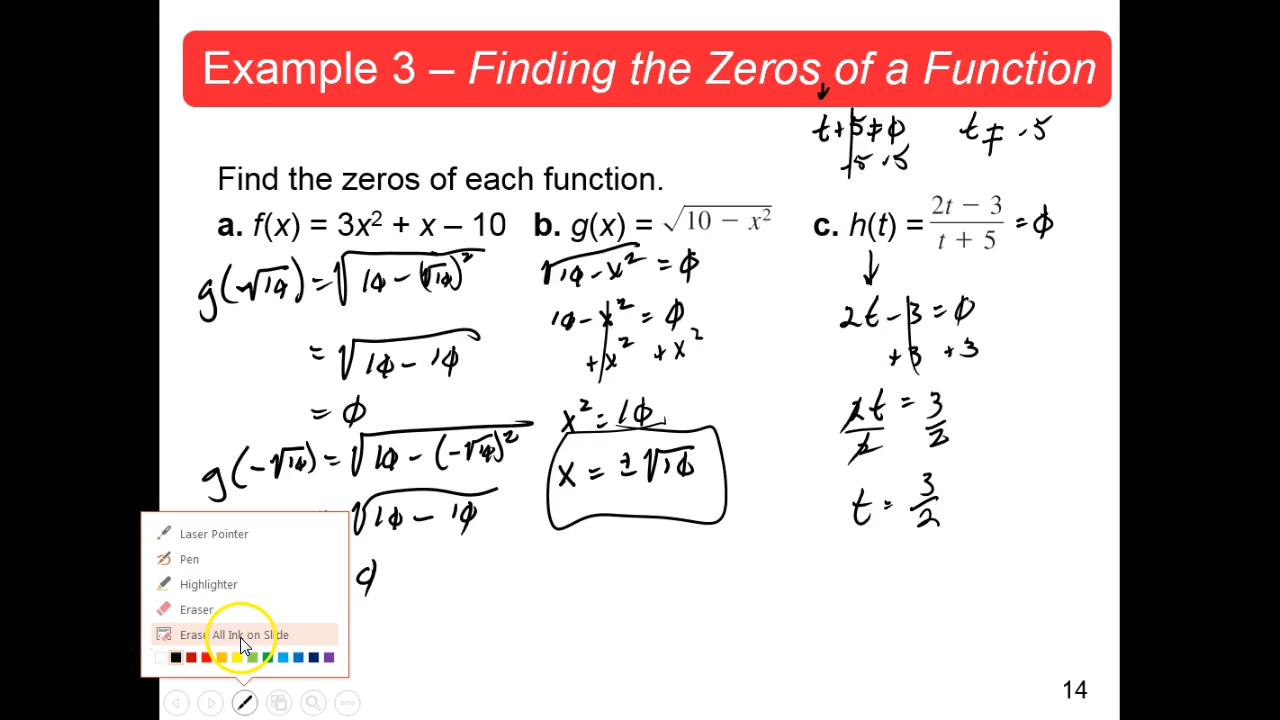 Example 3 – Finding the Zeros of a Function
t + 5 ≠ 0 t ≠ -5
-5 -5
Find the zeros of each function.
a. f(x) = 3x² + x – 10 b. g(x) = √(10 − x²) c. h(t) = (2t − 3)/(t + 5) = 0
g(√10) = √(10 − (√10)²)
= √(10 − 10)
= 0
g(−√10) = √(10 − (−√10)²)
√(10 − 10)
0
√(10 − x²) = 0
10 − x² = 0
+x² +x²
x² = 10
x = ±√10
2t − 3 = 0
+3 +3
2t/2 = 3/2
t = 3/2
Laser Pointer
Pen
Highlighter
Eraser
Erase All Ink on Slide
14